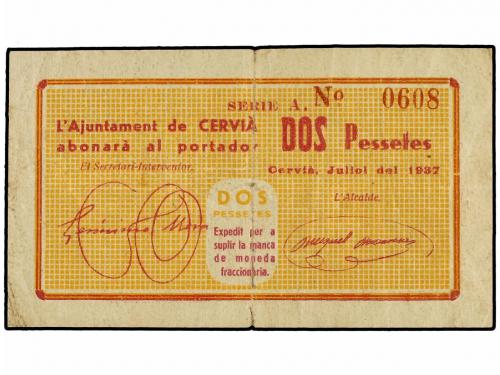 SERIE A. Nº 0608
L'Ajuntament de CERVIÀ
abonarà al portador
DOS Pessetes
El Secretari-Interventor,
Cervià, Juliol del 1937
L'Alcalde,
DOS
PESSETES
Expedit per a
suplir la manca
de moneda
fraccionaria.